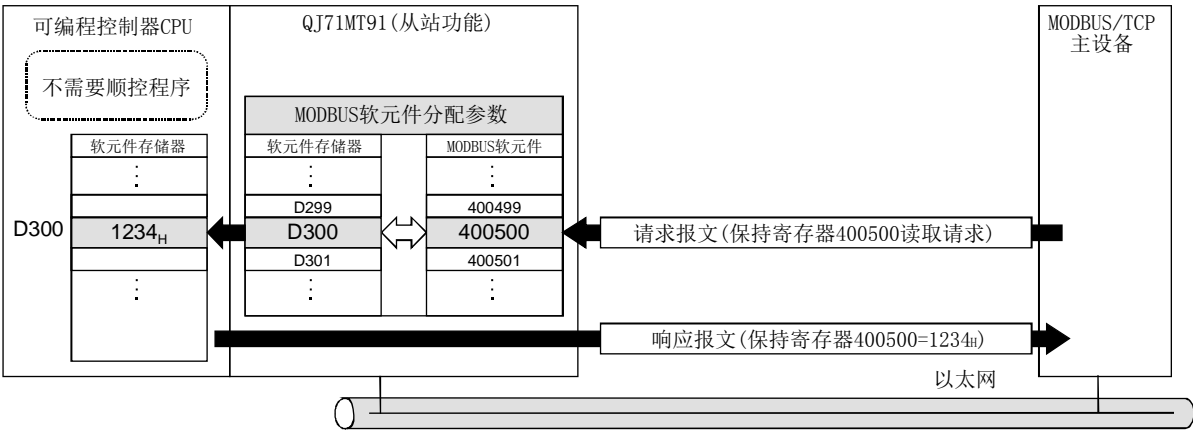 可编程控制器CPU
QJ71MT91(从站功能)
MODBUS/TCP
主设备
不需要顺控程序
MODBUS软元件分配参数
软元件存储器
软元件存储器
MODBUS软元件
D299
400499
D300
1234H
D300
400500
请求报文(保持寄存器400500读取请求)
D301
400501
响应报文(保持寄存器400500=1234H)
以太网